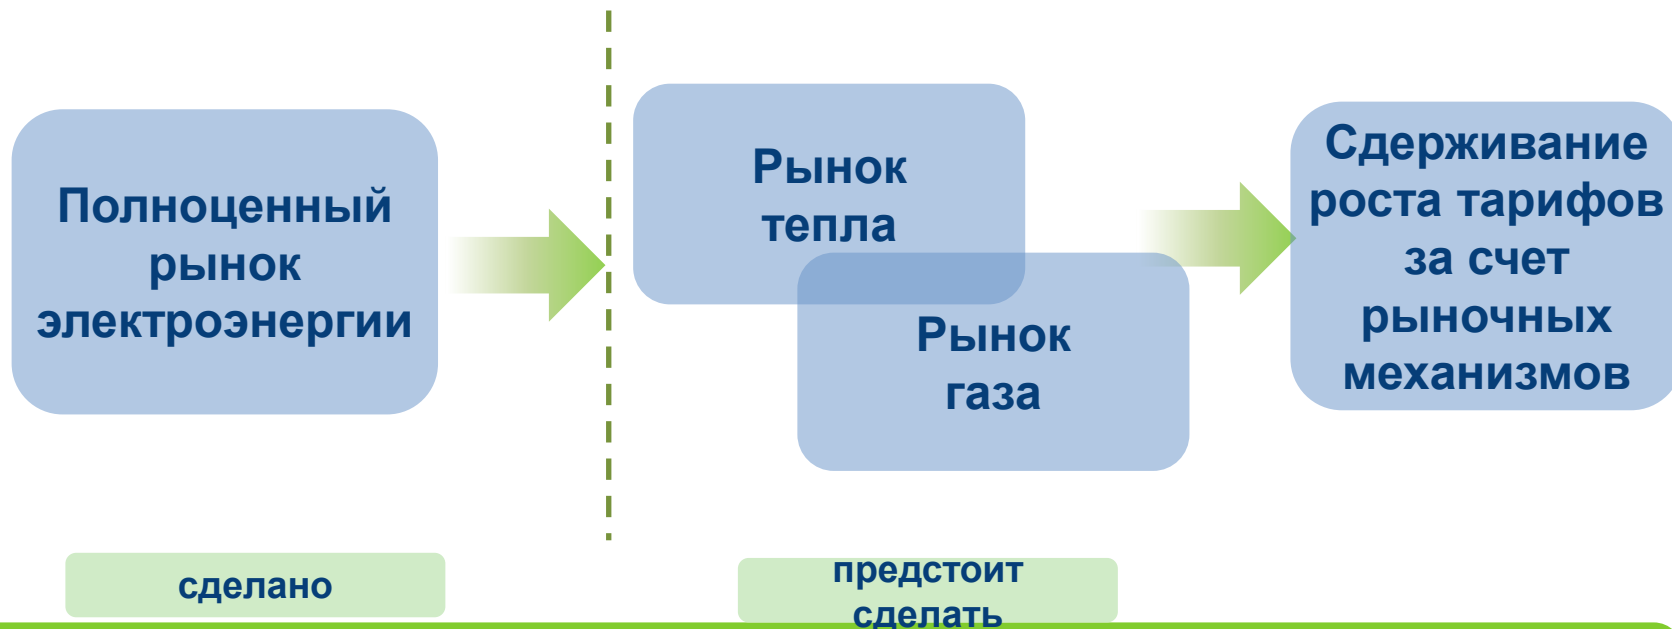 Полноценный
рынок
электроэнергии
Рынок
тепла
Рынок
газа
Сдерживание
роста тарифов
за счет
рыночных
механизмов
сделано
предстоит
сделать